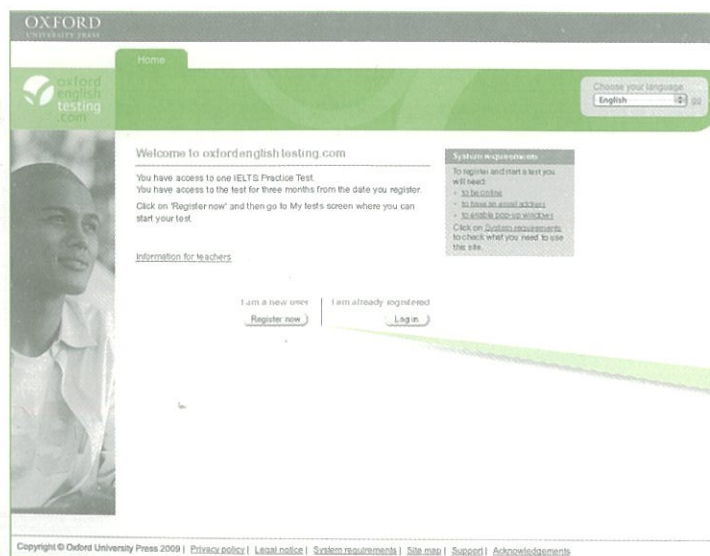 OXFORD
UNIVERSITY PRESS
Home
oxford
english
testing
.com
Choose your language
English
go
Welcome to oxfordenglishtesting.com
You have access to one IELTS Practice Test.
You have access to the test for three months from the date you register.
Click on 'Register now' and then go to My tests screen where you can
start your test.
Information for teachers
I am a new user
Register now
I am already registered
Log in
System requirements
To register and start a test you
will need:
• to be online
• to have an email address
• to enable pop-up windows
Click on System requirements
to check what you need to use
this site.
Copyright © Oxford University Press 2009 | Privacy policy | Legal notice | System requirements | Site map | Support | Acknowledgements